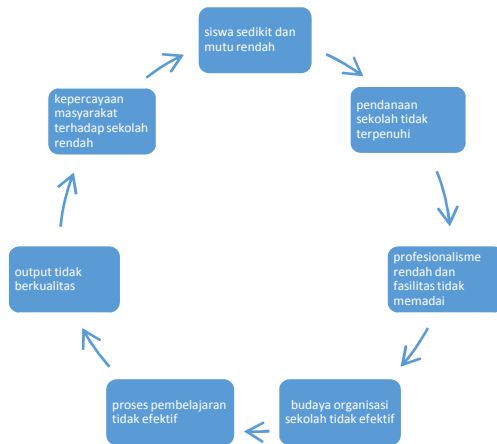 siswa sedikit dan
mutu rendah
pendanaan
sekolah tidak
terpenuhi
profesionalisme
rendah dan
fasilitas tidak
memadai
budaya organisasi
sekolah tidak efektif
proses pembelajaran
tidak efektif
output tidak
berkualitas
kepercayaan
masyarakat
terhadap sekolah
rendah